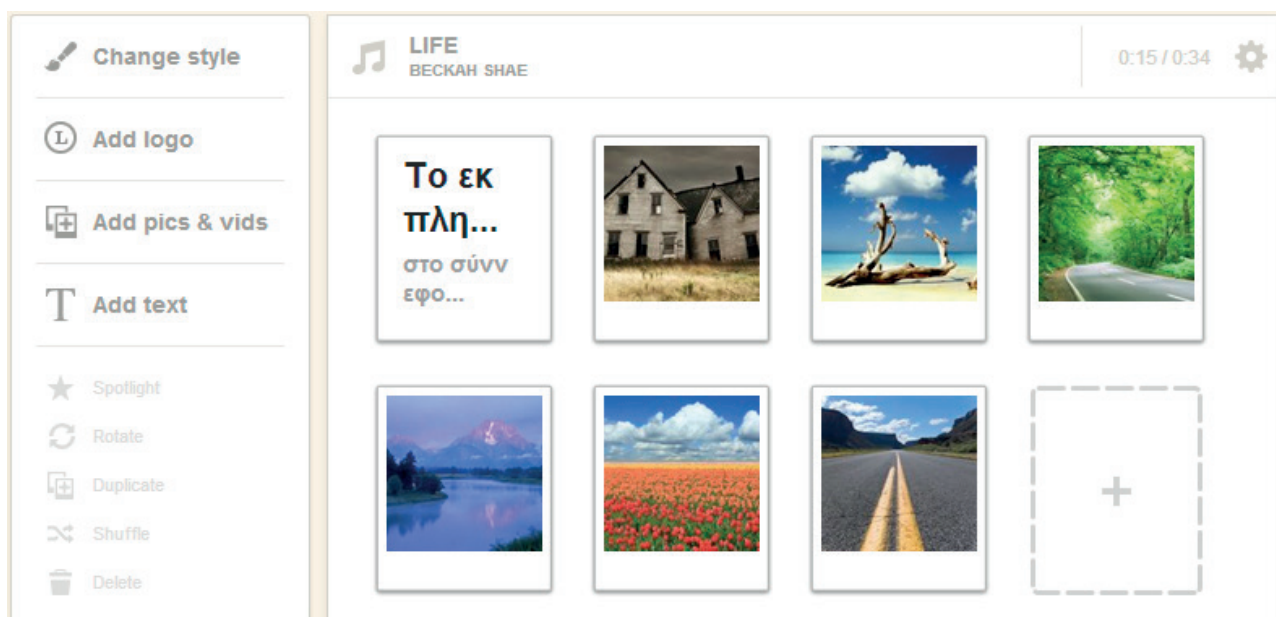 Change style
Add logo
Add pics & vids
Add text
Spotlight
Rotate
Duplicate
Shuffle
Delete
LIFE
BECKAH SHAE
0:15 / 0:34
Το εκ
πλη...
στο σύνν
εφο...